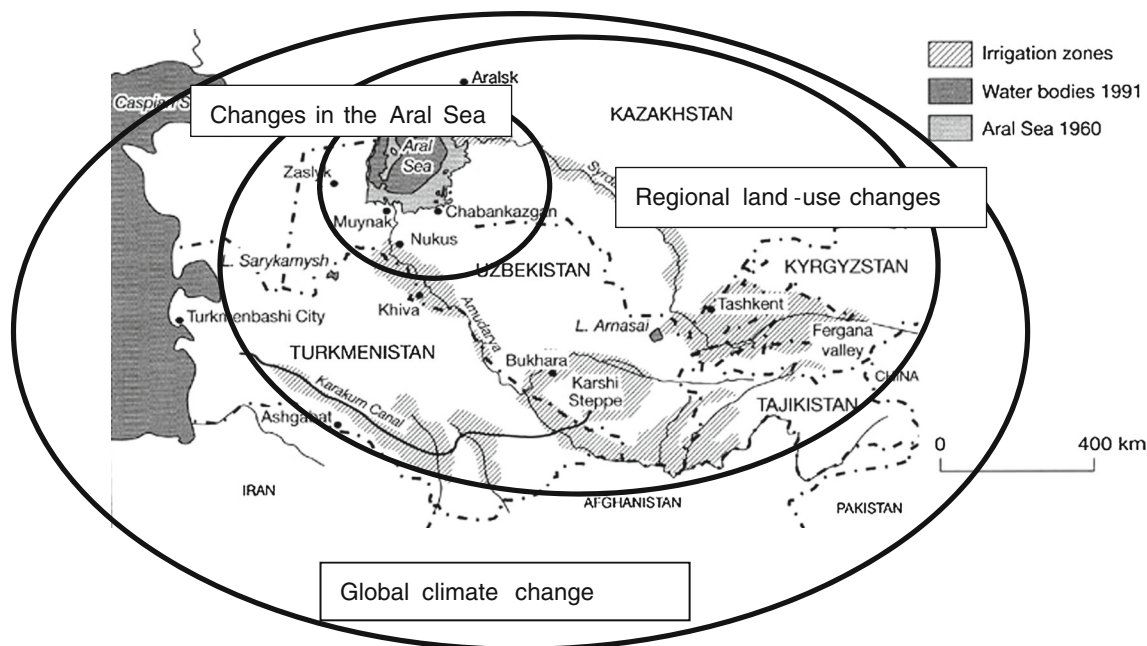 Aralsk
Irrigation zones
Water bodies 1991
Aral Sea 1960
Caspian S
Changes in the Aral Sea
KAZAKHSTAN
Aral
Sea
Zaslyk
Syrda
Regional land-use changes
Muynak
Chabankazgan
Nukus
L. Sarykamysh
UZBEKISTAN
KYRGYZSTAN
Khiva
Tashkent
Turkmenbashi City
Amudarya
L. Arnasai
Fergana
valley
TURKMENISTAN
Bukhara
Karshi
Steppe
CHINA
Karakum Canal
TAJIKISTAN
Ashgabat
0 400 km
IRAN
AFGHANISTAN
PAKISTAN
Global climate change